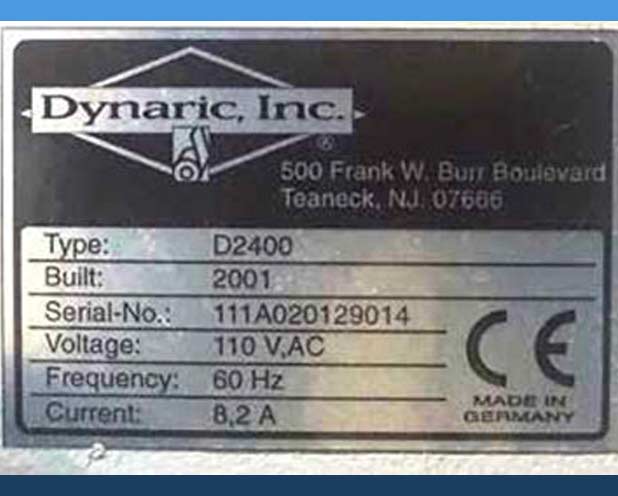 Dynaric, Inc.
®
500 Frank W. Burr Boulevard
Teaneck, NJ. 07666
Type: D2400
Built: 2001
Serial-No.: 111A020129014
Voltage: 110 V,AC
Frequency: 60 Hz
Current: 8,2 A
CE
MADE IN
GERMANY